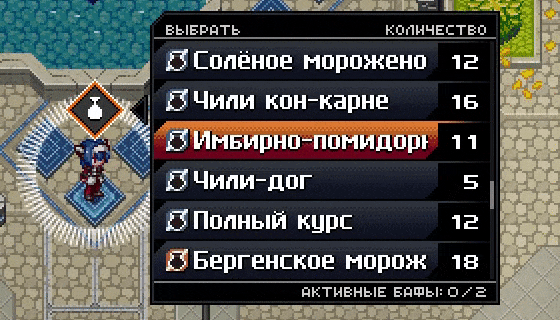 ВЫБРАТЬ КОЛИЧЕСТВО
Солёное морожено 12
Чили кон-карне 16
Имбирно-помидор 11
Чили-дог 5
Полный курс 12
Бергенское морож 18
АКТИВНЫЕ БАФЫ: 0/2